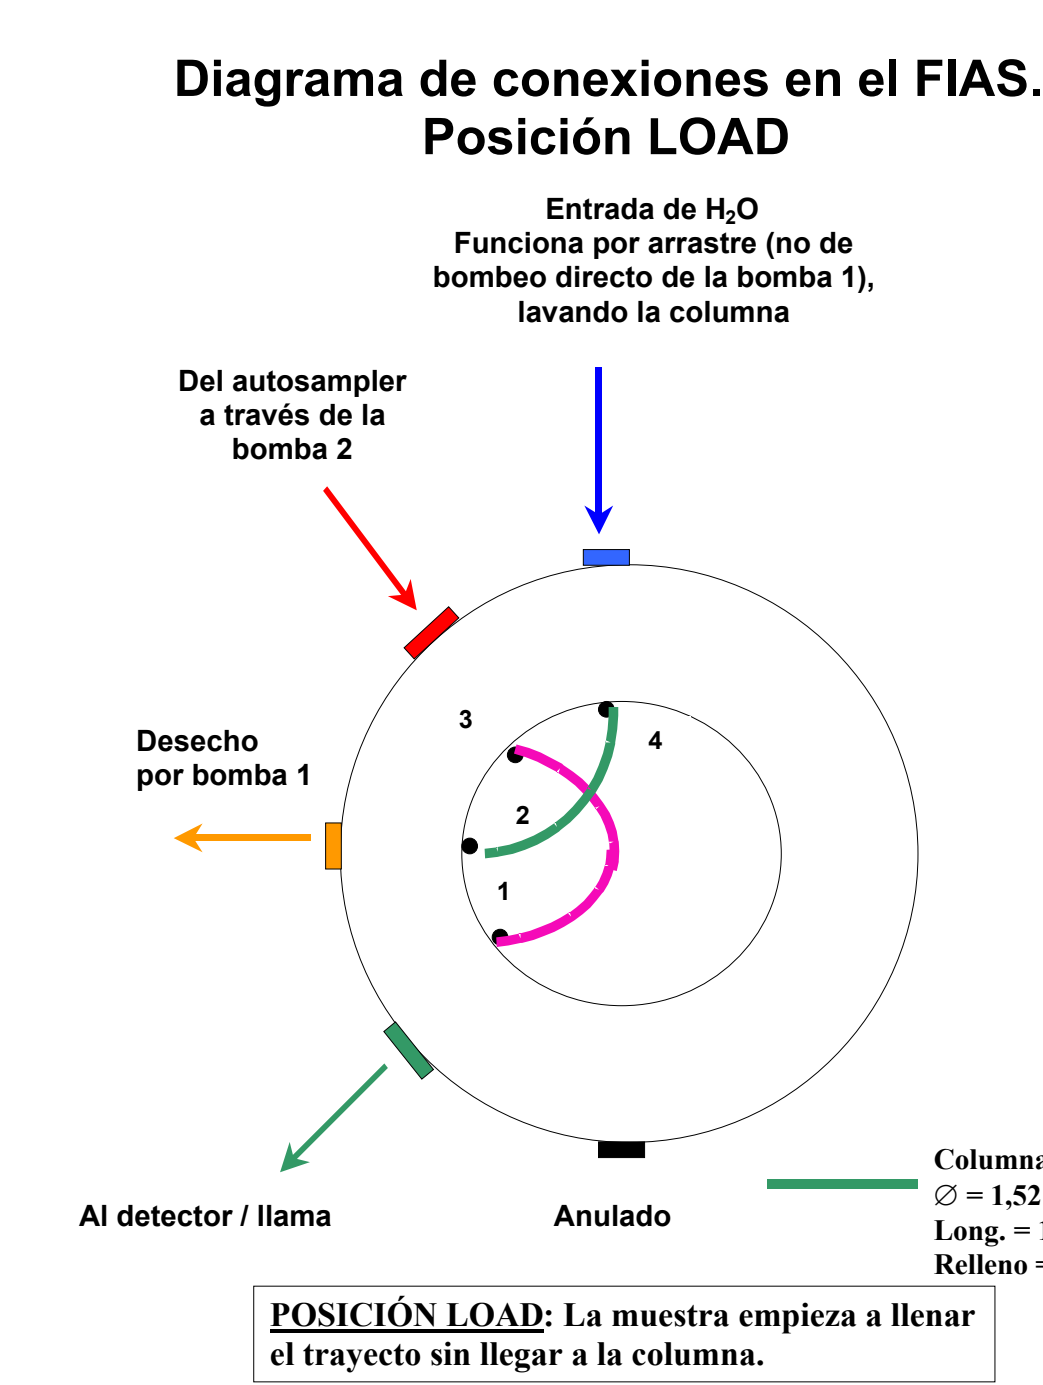 Diagrama de conexiones en el FIAS.
Posición LOAD
Entrada de H₂O
Funciona por arrastre (no de
bombeo directo de la bomba 1),
lavando la columna
Del autosampler
a través de la
bomba 2
3
4
Desecho
por bomba 1
2
1
Columna
∅ = 1,52
Long. =
Relleno =
Al detector / llama
Anulado
POSICIÓN LOAD: La muestra empieza a llenar
el trayecto sin llegar a la columna.